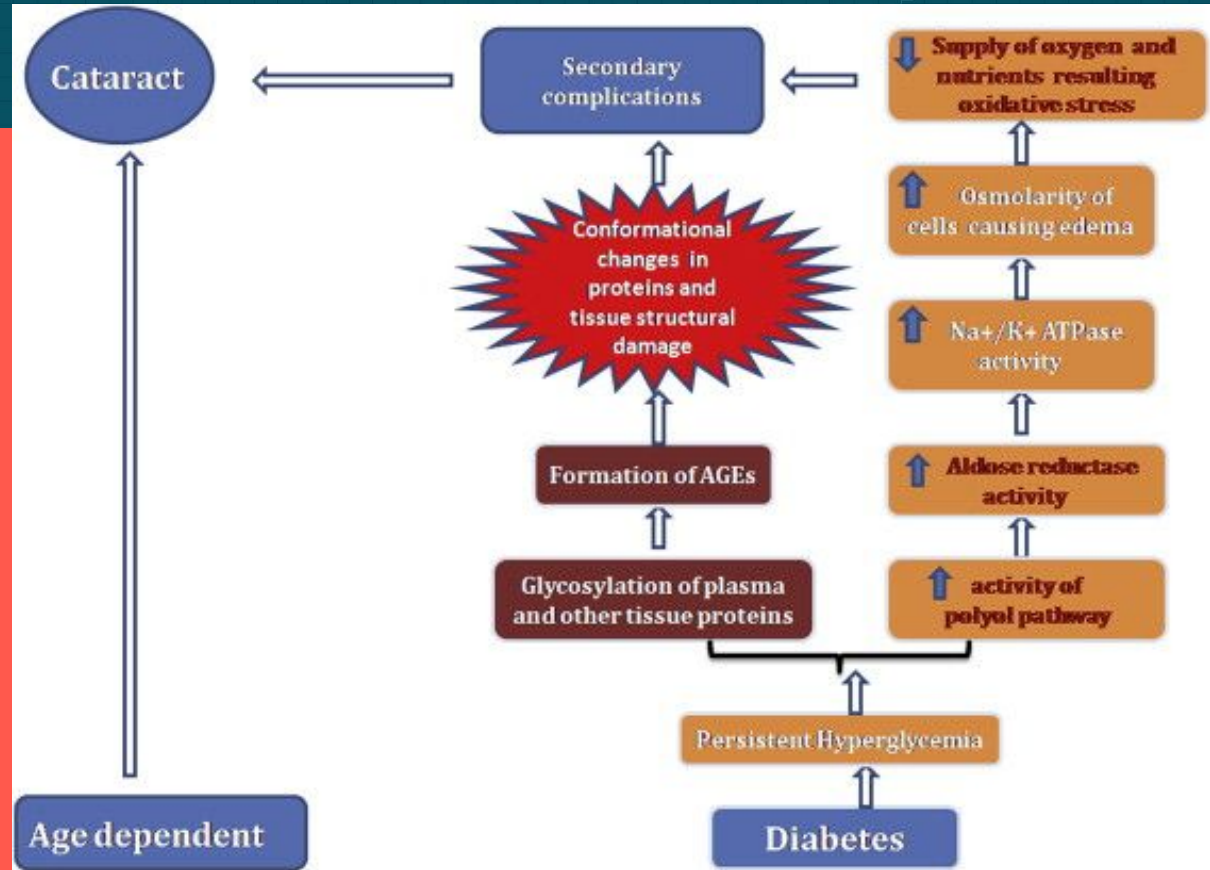 Cataract
Secondary
complications
Supply of oxygen and
nutrients resulting
oxidative stress
Osmolarity of
cells causing edema
Conformational
changes in
proteins and
tissue structural
damage
Na+/K+ ATPase
activity
Formation of AGEs
Aldose reductase
activity
Glycosylation of plasma
and other tissue proteins
activity of
polyol pathway
Persistent Hyperglycemia
Age dependent
Diabetes